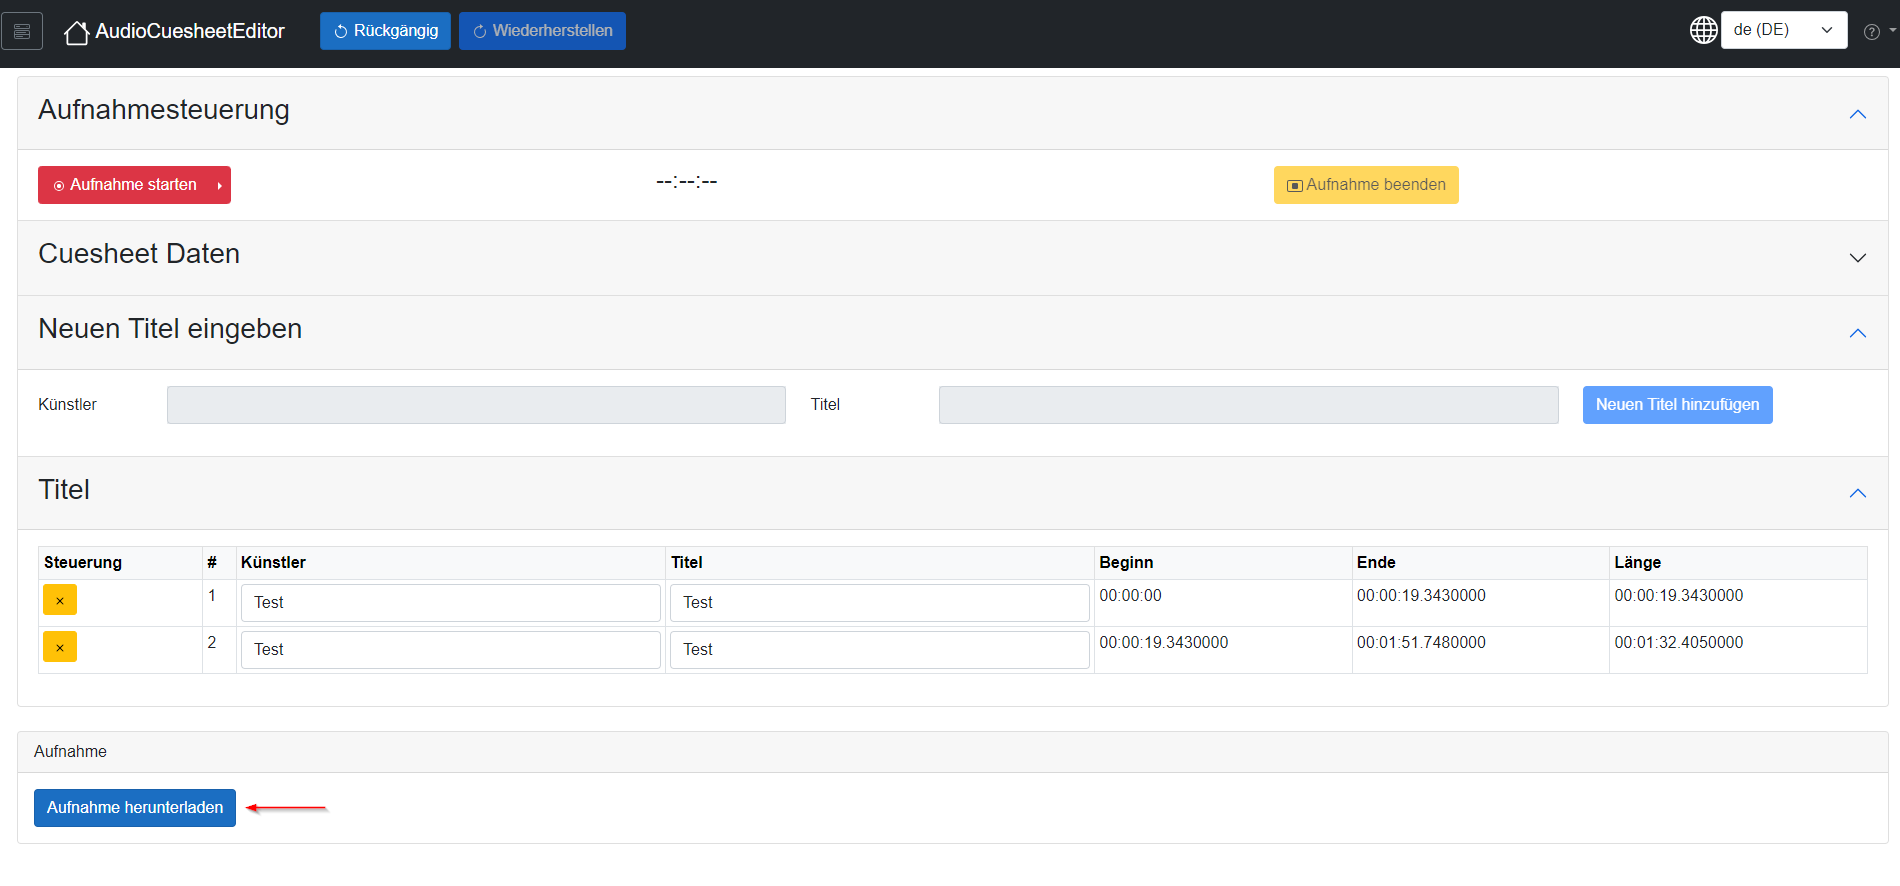 AudioCuesheetEditor Rückgängig Wiederherstellen de (DE) ?
Aufnahmesteuerung
Aufnahme starten --:--:-- Aufnahme beenden
Cuesheet Daten
Neuen Titel eingeben
Künstler Titel Neuen Titel hinzufügen
Titel
Steuerung # Künstler Titel Beginn Ende Länge
× 1 Test Test 00:00:00 00:00:19.3430000 00:00:19.3430000
× 2 Test Test 00:00:19.3430000 00:01:51.7480000 00:01:32.4050000
Aufnahme
Aufnahme herunterladen